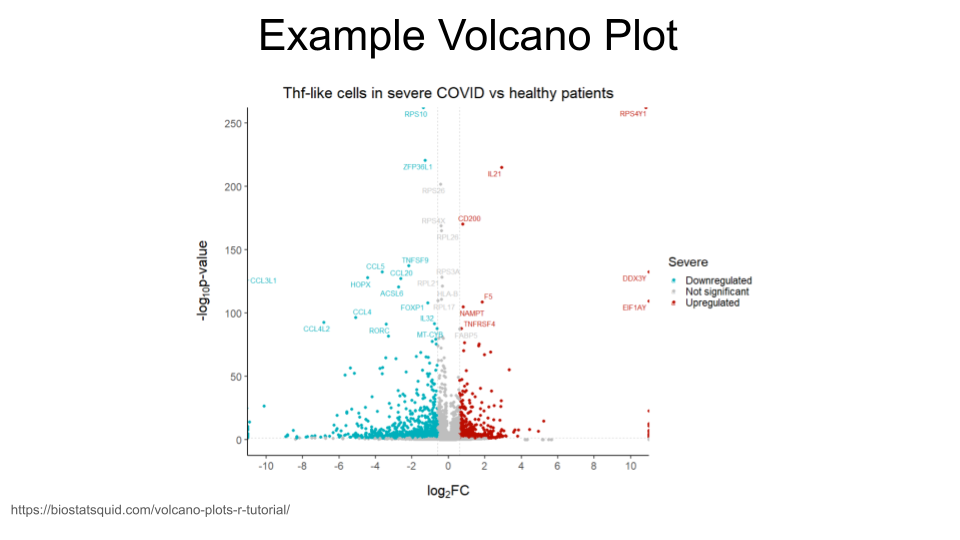 Example Volcano Plot
Thf-like cells in severe COVID vs healthy patients
RPS10
RPS4Y1
250
ZFP36L1
IL21
200
RPS26
RPS4X
CD200
RPL26
150
TNFSF9
CCL5
CCL20
RPS3A
CCL3L1
HOPX
RPL21
DDX3Y
ACSL6
HLA-B
F5
FOXP1
RPL17
EIF1AY
100
CCL4
IL32
NAMPT
CCL4L2
RORC
TNFRSF4
MT-CYB
FABP5
50
0
-10 -8 -6 -4 -2 0 2 4 6 8 10
log2FC
-log10p-value
Severe
Downregulated
Not significant
Upregulated
https://biostatsquid.com/volcano-plots-r-tutorial/